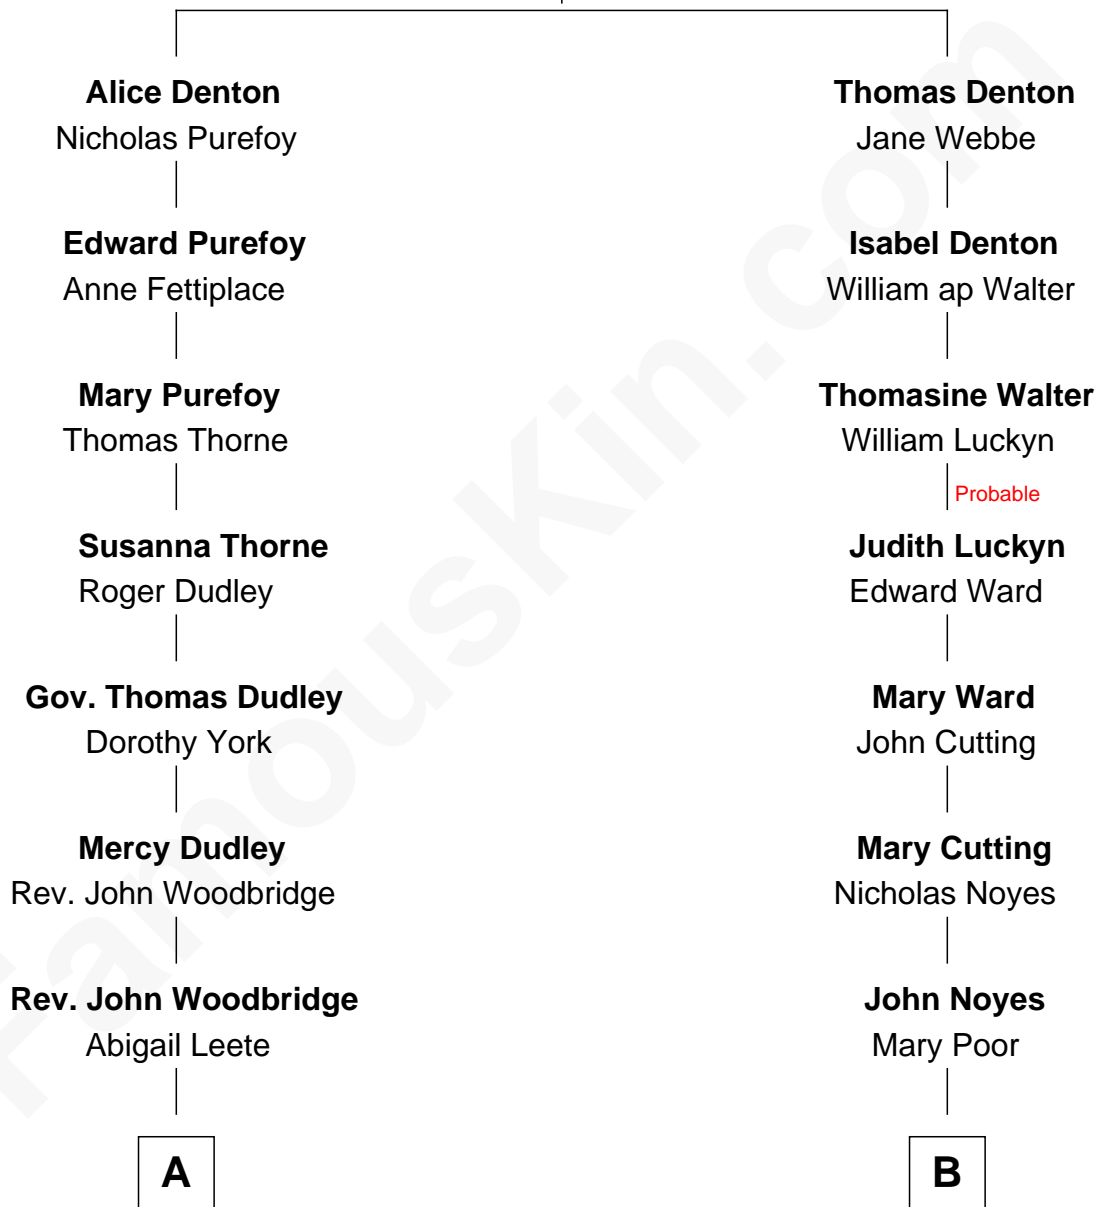 Alice Denton
Nicholas Purefoy
Edward Purefoy
Anne Fettiplace
Mary Purefoy
Thomas Thorne
Susanna Thorne
Roger Dudley
Gov. Thomas Dudley
Dorothy York
Mercy Dudley
Rev. John Woodbridge
Rev. John Woodbridge
Abigail Leete
A
Thomas Denton
Jane Webbe
Isabel Denton
William ap Walter
Thomasine Walter
William Luckyn
Probable
Judith Luckyn
Edward Ward
Mary Ward
John Cutting
Mary Cutting
Nicholas Noyes
John Noyes
Mary Poor
B
FamousKin.com